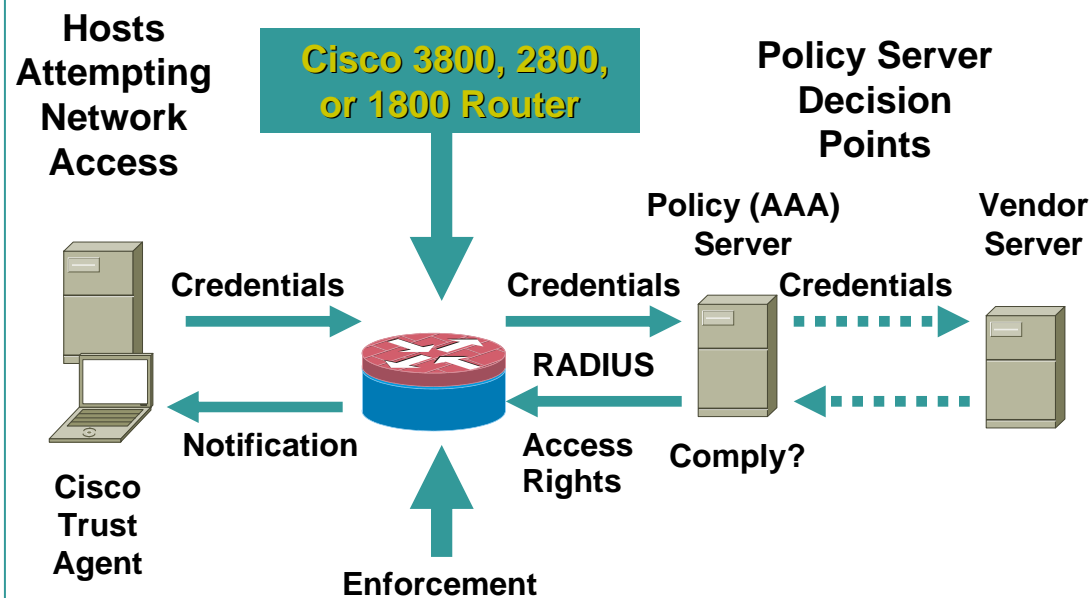 Hosts
Attempting
Network
Access
Cisco 3800, 2800,
or 1800 Router
Policy Server
Decision
Points
Policy (AAA)
Server
Vendor
Server
Credentials
Credentials
Credentials
RADIUS
Notification
Access
Rights
Comply?
Cisco
Trust
Agent
Enforcement